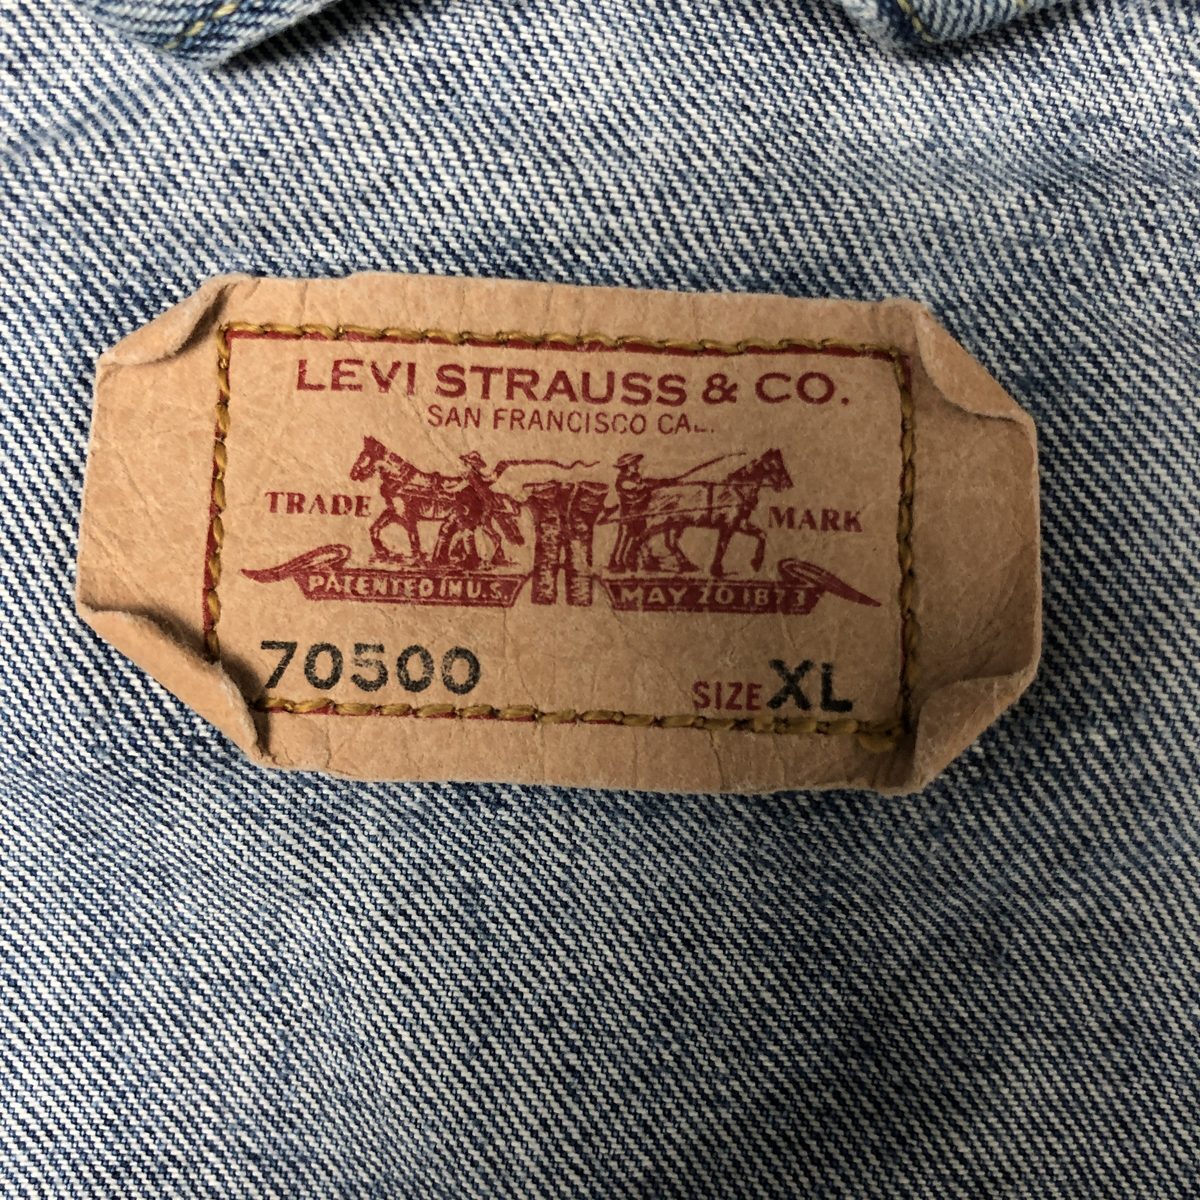 LEVI STRAUSS & CO.
SAN FRANCISCO CAL.
TRADE MARK
PATENTED IN U.S. MAY 20 1873
70500 SIZE XL